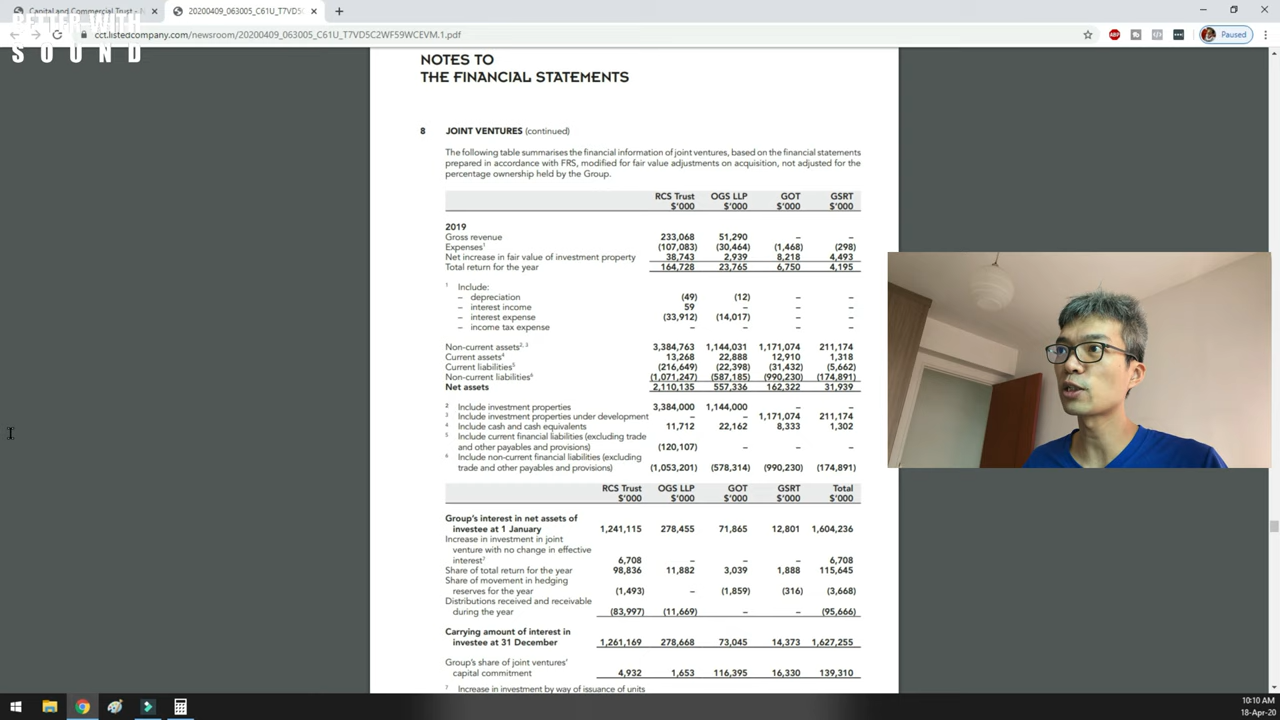 CapitaLand Commercial Trust - N
20200409_063005_C61U_T7VD5C
BETTER WITH
SOUND
cct.listedcompany.com/newsroom/20200409_063005_C61U_T7VD5C2WF59WCEVM.1.pdf
ABP
Paused
NOTES TO
THE FINANCIAL STATEMENTS
8 JOINT VENTURES (continued)
The following table summarises the financial information of joint ventures, based on the financial statements
prepared in accordance with FRS, modified for fair value adjustments on acquisition, not adjusted for the
percentage ownership held by the Group.
RCS Trust OGS LLP GOT GSRT
$'000 $'000 $'000 $'000
2019
Gross revenue 233,068 51,290 – –
Expenses¹ (107,083) (30,464) (1,468) (298)
Net increase in fair value of investment property 38,743 2,939 8,218 4,493
Total return for the year 164,728 23,765 6,750 4,195
¹ Include:
– depreciation (49) (12) – –
– interest income 59 – – –
– interest expense (33,912) (14,017) – –
– income tax expense – – – –
Non-current assets²˒³ 3,384,763 1,144,031 1,171,074 211,174
Current assets⁴ 13,268 22,888 12,910 1,318
Current liabilities⁵ (216,649) (22,398) (31,432) (5,662)
Non-current liabilities⁶ (1,071,247) (587,185) (990,230) (174,891)
Net assets 2,110,135 557,336 162,322 31,939
² Include investment properties 3,384,000 1,144,000 – –
³ Include investment properties under development – – 1,171,074 211,174
⁴ Include cash and cash equivalents 11,712 22,162 8,333 1,302
⁵ Include current financial liabilities (excluding trade
and other payables and provisions) (120,107) – – –
⁶ Include non-current financial liabilities (excluding
trade and other payables and provisions) (1,053,201) (578,314) (990,230) (174,891)
RCS Trust OGS LLP GOT GSRT Total
$'000 $'000 $'000 $'000 $'000
Group's interest in net assets of
investee at 1 January 1,241,115 278,455 71,865 12,801 1,604,236
Increase in investment in joint
venture with no change in effective
interest⁷ 6,708 – – – 6,708
Share of total return for the year 98,836 11,882 3,039 1,888 115,645
Share of movement in hedging
reserves for the year (1,493) – (1,859) (316) (3,668)
Distributions received and receivable
during the year (83,997) (11,669) – – (95,666)
Carrying amount of interest in
investee at 31 December 1,261,169 278,668 73,045 14,373 1,627,255
Group's share of joint ventures'
capital commitment 4,932 1,653 116,395 16,330 139,310
⁷ Increase in investment by way of issuance of units
10:10 AM
18-Apr-20